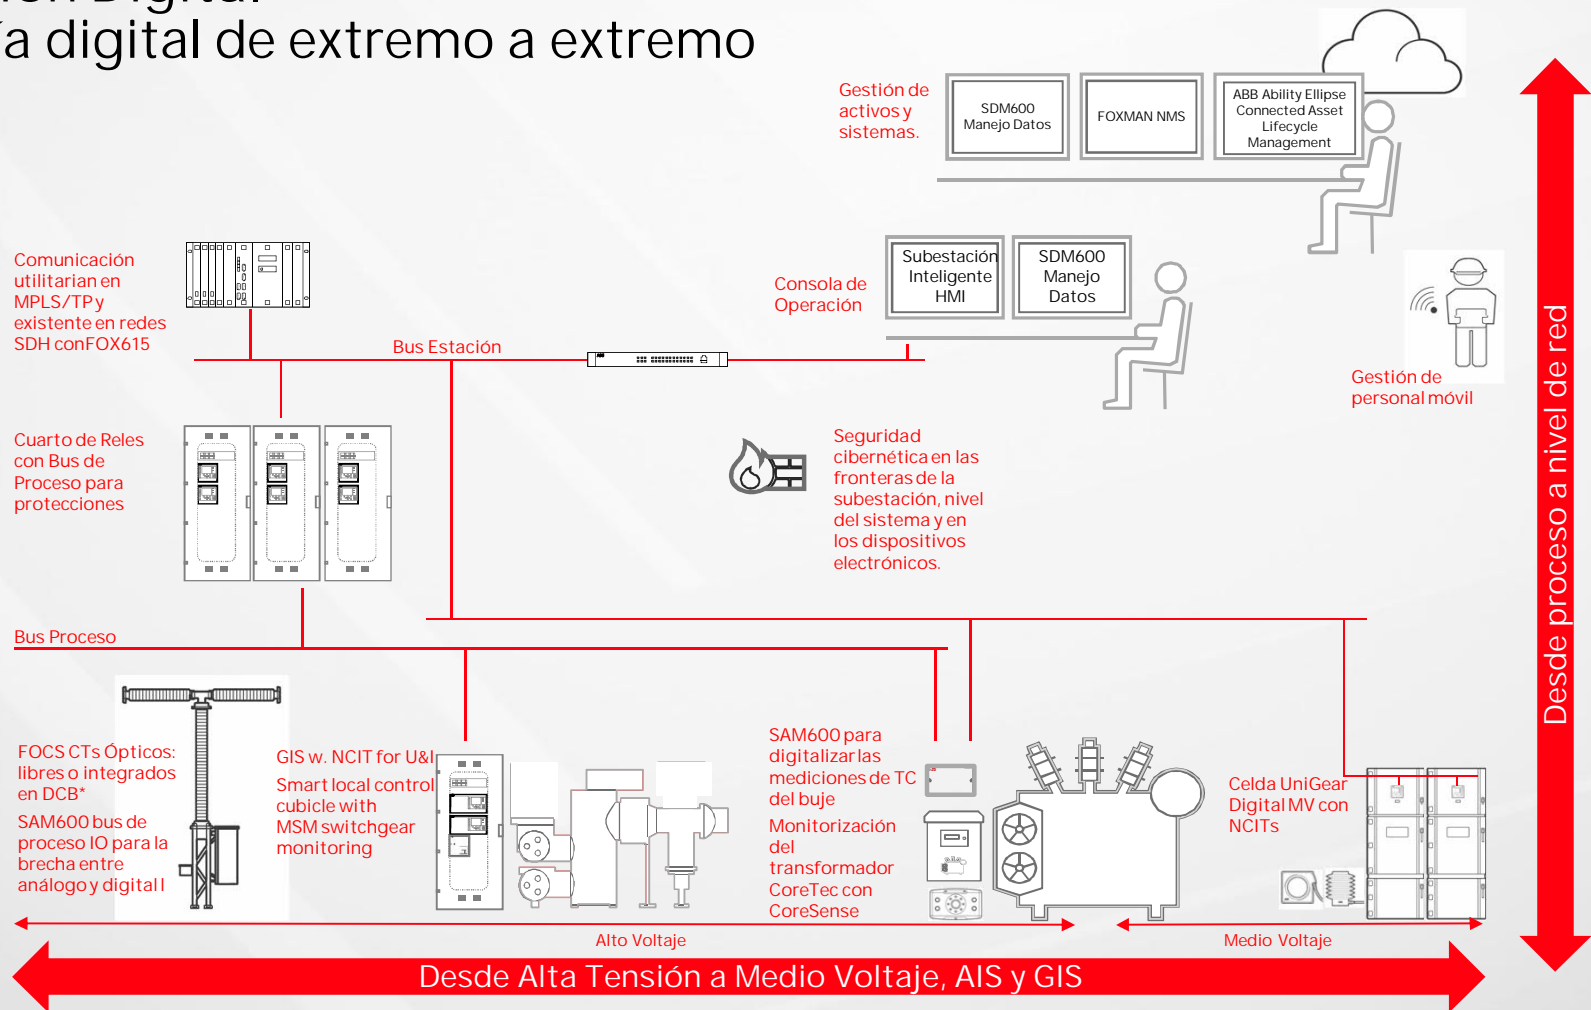 ión Digital
ía digital de extremo a extremo
Gestión de
activos y
sistemas.
SDM600
Manejo Datos
FOXMAN NMS
ABB Ability Ellipse
Connected Asset
Lifecycle
Management
Comunicación
utilitarian en
MPLS/TP y
existente en redes
SDH con FOX615
Bus Estación
Consola de
Operación
Subestación
Inteligente
HMI
SDM600
Manejo
Datos
Gestión de
personal móvil
Cuarto de Reles
con Bus de
Proceso para
protecciones
Seguridad
cibernética en las
fronteras de la
subestación, nivel
del sistema y en
los dispositivos
electrónicos.
Desde proceso a nivel de red
Bus Proceso
FOCS CTs Ópticos:
libres o integrados
en DCB*
SAM600 bus de
proceso IO para la
brecha entre
análogo y digital l
GIS w. NCIT for U&I
Smart local control
cubicle with
MSM switchgear
monitoring
SAM600 para
digitalizar las
mediciones de TC
del buje
Monitorización
del
transformador
CoreTec con
CoreSense
Celda UniGear
Digital MV con
NCITs
Alto Voltaje
Medio Voltaje
Desde Alta Tensión a Medio Voltaje, AIS y GIS